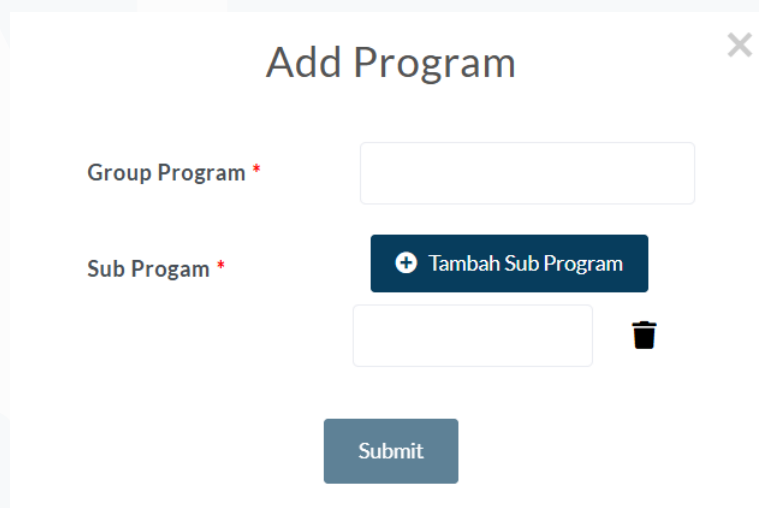 Add Program
Group Program *
Sub Progam *
Tambah Sub Program
Submit